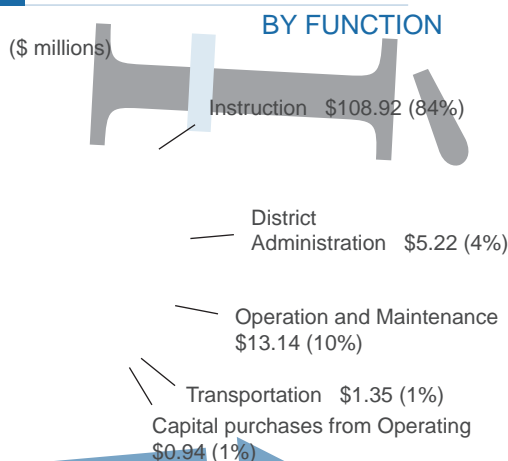 BY FUNCTION
($ millions)
Instruction $108.92 (84%)
District
Administration $5.22 (4%)
Operation and Maintenance
$13.14 (10%)
Transportation $1.35 (1%)
Capital purchases from Operating
$0.94 (1%)